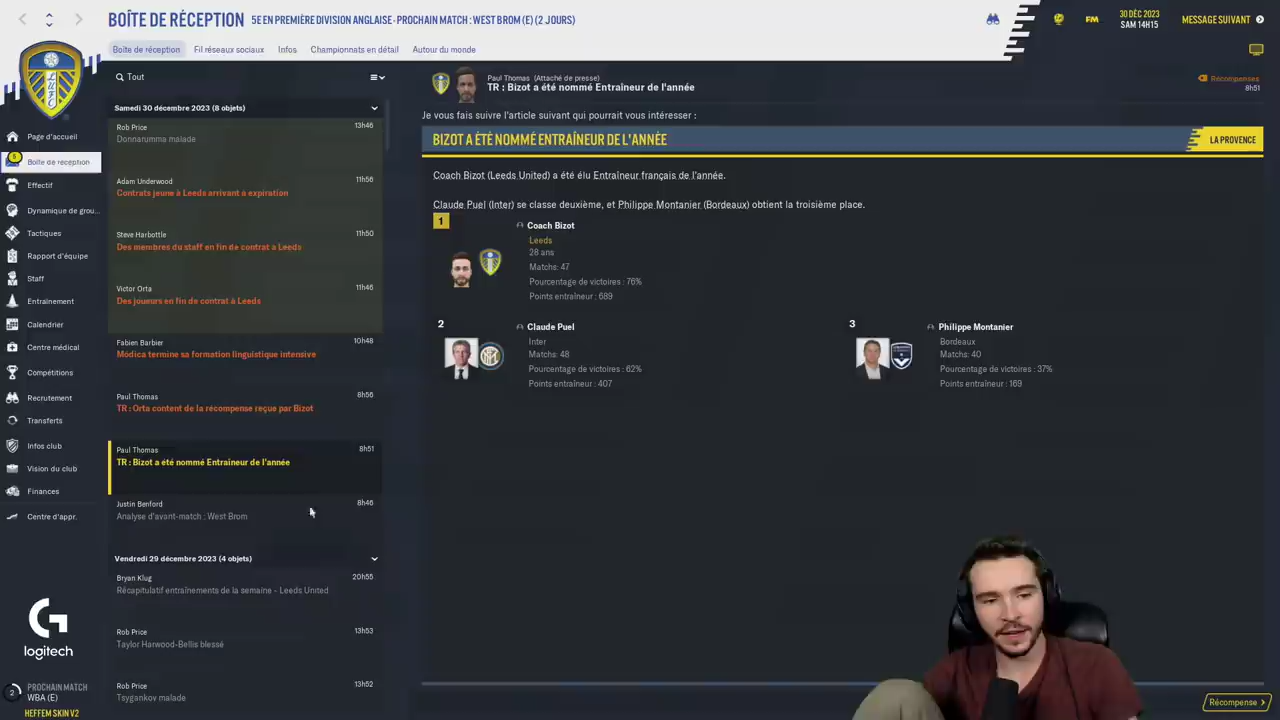 BOÎTE DE RÉCEPTION
5E EN PREMIÈRE DIVISION ANGLAISE - PROCHAIN MATCH : WEST BROM (E) (2 JOURS)
FM
30 DÉC 2023
SAM 14H15
MESSAGE SUIVANT
Boîte de réception
Fil réseaux sociaux
Infos
Championnats en détail
Autour du monde
Tout
Samedi 30 décembre 2023 (8 objets)
Rob Price
13h46
Donnarumma malade
Adam Underwood
11h56
Contrats jeune à Leeds arrivant à expiration
Steve Harbottle
11h50
Des membres du staff en fin de contrat à Leeds
Victor Orta
11h46
Des joueurs en fin de contrat à Leeds
Fabien Barbier
10h48
Módica termine sa formation linguistique intensive
Paul Thomas
8h56
TR : Orta content de la récompense reçue par Bizot
Paul Thomas
8h51
TR : Bizot a été nommé Entraîneur de l'année
Justin Benford
8h46
Analyse d'avant-match : West Brom
Vendredi 29 décembre 2023 (4 objets)
Bryan Klug
20h55
Récapitulatif entraînements de la semaine - Leeds United
Rob Price
13h53
Taylor Harwood-Bellis blessé
Rob Price
13h52
Tsygankov malade
Page d'accueil
5
Boîte de réception
Effectif
Dynamique de grou...
Tactiques
Rapport d'équipe
Staff
Entraînement
Calendrier
Centre médical
Compétitions
Recrutement
Transferts
Infos club
Vision du club
Finances
Centre d'appr.
G
logitech
2
PROCHAIN MATCH
WBA (E)
HEFFEM SKIN V2
Paul Thomas (Attaché de presse)
TR : Bizot a été nommé Entraîneur de l'année
Récompenses
8h51
Je vous fais suivre l'article suivant qui pourrait vous intéresser :
BIZOT A ÉTÉ NOMMÉ ENTRAÎNEUR DE L'ANNÉE
LA PROVENCE
Coach Bizot (Leeds United) a été élu Entraîneur français de l'année.
Claude Puel (Inter) se classe deuxième, et Philippe Montanier (Bordeaux) obtient la troisième place.
1
Coach Bizot
Leeds
28 ans
Matchs: 47
Pourcentage de victoires : 76%
Points entraîneur : 689
2
Claude Puel
Inter
Matchs: 48
Pourcentage de victoires : 62%
Points entraîneur : 407
3
Philippe Montanier
Bordeaux
Matchs: 40
Pourcentage de victoires : 37%
Points entraîneur : 169
Récompense